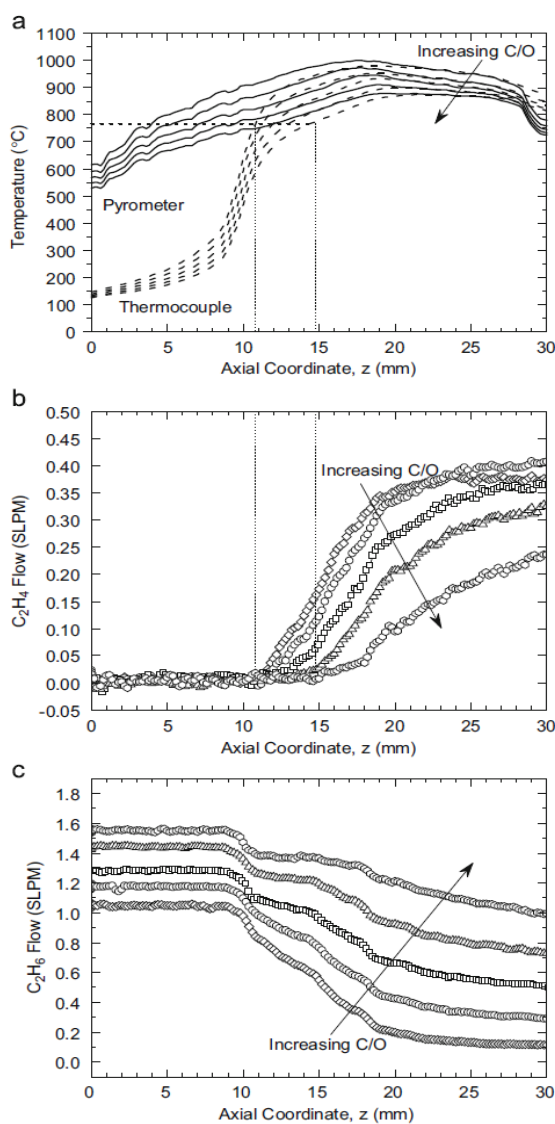 a
1100
1000
900
800
700
600
500
400
300
200
100
0
Temperature (°C)
Increasing C/O
Pyrometer
Thermocouple
0 5 10 15 20 25 30
Axial Coordinate, z (mm)
b
0.50
0.45
0.40
0.35
0.30
0.25
0.20
0.15
0.10
0.05
0.00
-0.05
C2H4 Flow (SLPM)
Increasing C/O
0 5 10 15 20 25 30
Axial Coordinate, z (mm)
c
1.8
1.6
1.4
1.2
1.0
0.8
0.6
0.4
0.2
0.0
C2H6 Flow (SLPM)
Increasing C/O
0 5 10 15 20 25 30
Axial Coordinate, z (mm)